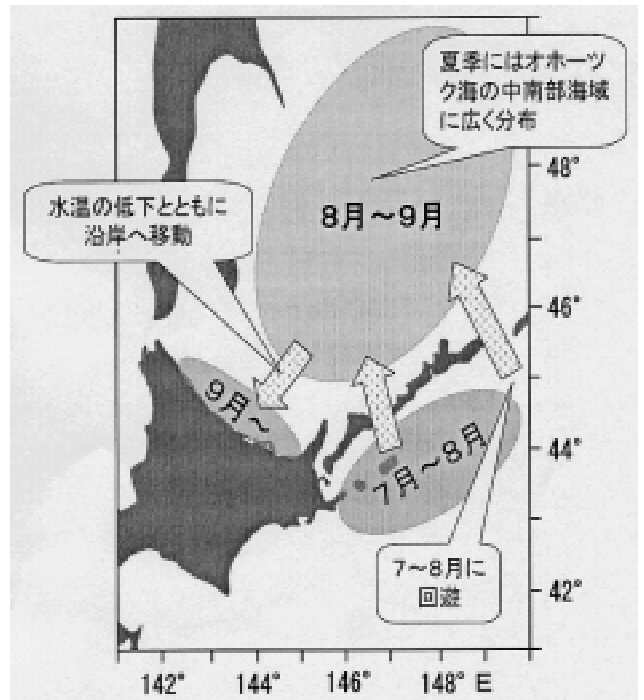 夏季にはオホーツ
ク海の中南部海域
に広く分布
48°
水温の低下とともに
沿岸へ移動
8月～9月
46°
9月～
44°
7月～8月
7～8月に
回遊
42°
142° 144° 146° 148° E